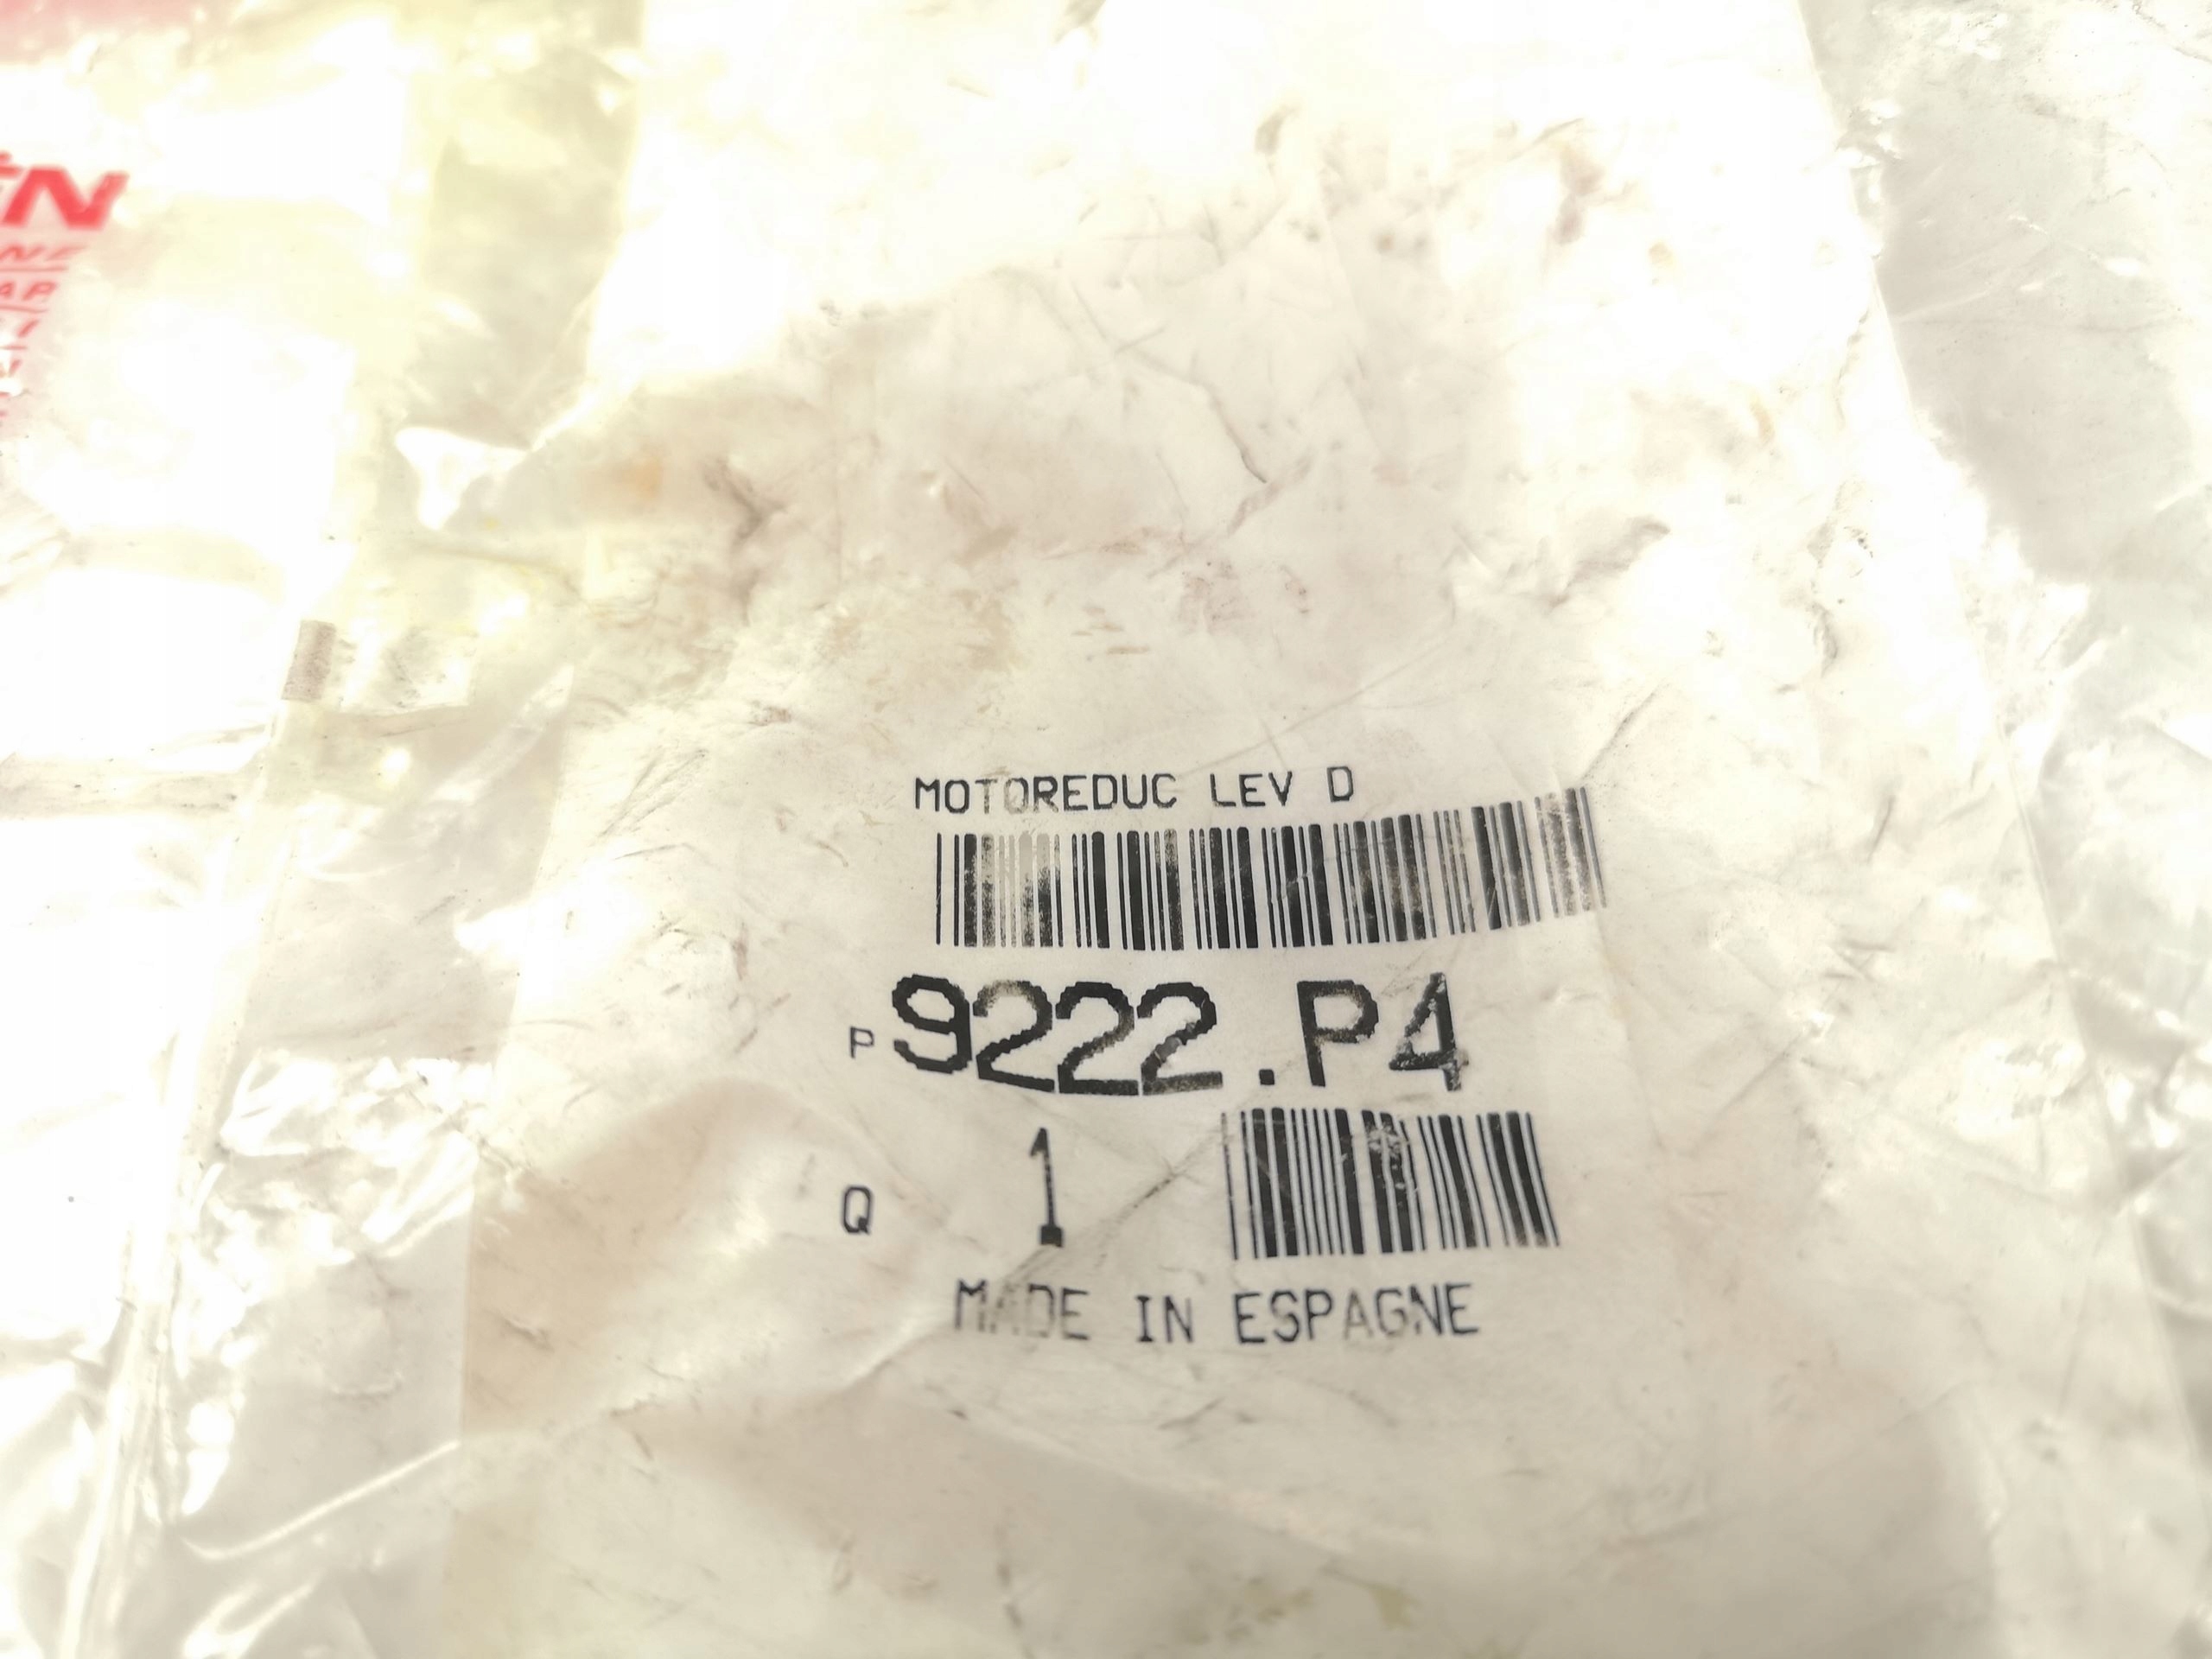 MOTOREDUC LEV D
P 9222.P4
Q 1
MADE IN ESPAGNE